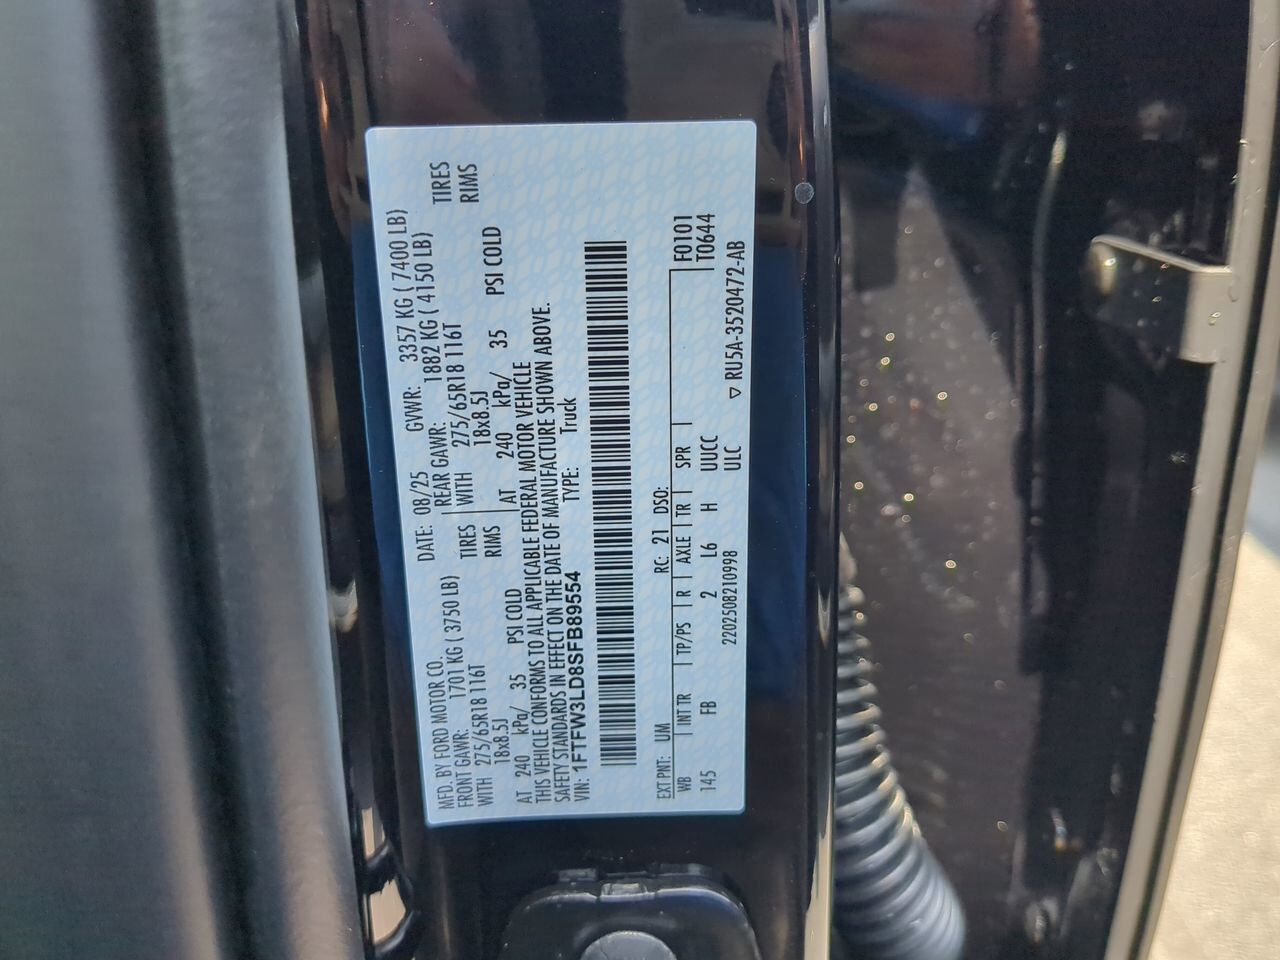 MFD. BY FORD MOTOR CO. DATE: 08/25 GVWR: 3357 KG ( 7400 LB)
FRONT GAWR: 1701 KG ( 3750 LB) REAR GAWR: 1882 KG ( 4150 LB)
WITH 275/65R18 116T TIRES WITH 275/65R18 116T TIRES
18x8.5J RIMS 18x8.5J RIMS
AT 240 kPa/ 35 PSI COLD AT 240 kPa/ 35 PSI COLD
THIS VEHICLE CONFORMS TO ALL APPLICABLE FEDERAL MOTOR VEHICLE
SAFETY STANDARDS IN EFFECT ON THE DATE OF MANUFACTURE SHOWN ABOVE.
VIN: 1FTFW3LD8SFB89554 TYPE: Truck
EXT PNT: UM RC: 21 DSO: F0101
WB INT TR TP/PS R AXLE TR SPR T0644
145 FB 2 L6 H UUCC
ULC
2202508210998 ▽ RU5A-3520472-AB